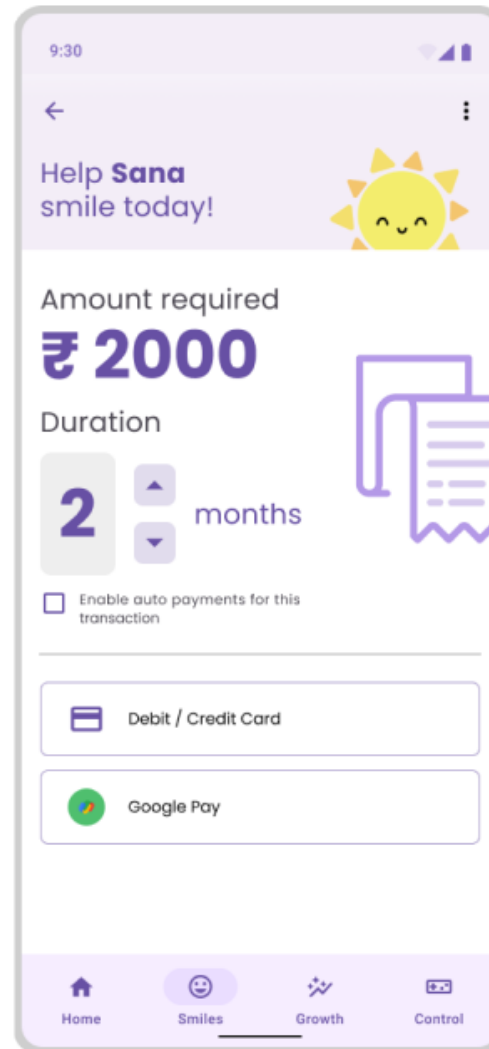 9:30
Help Sana
smile today!
Amount required
₹ 2000
Duration
2
months
Enable auto payments for this
transaction
Debit / Credit Card
Google Pay
Home
Smiles
Growth
Control